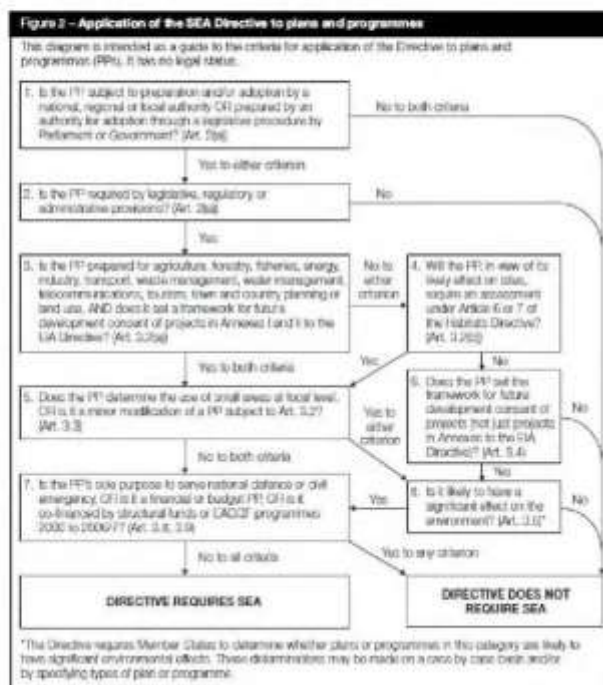 Figure 2 – Application of the SEA Directive to plans and programmes
This diagram is intended as a guide to the criteria for application of the Directive to plans and
programmes (PPs). It has no legal status.
1. Is the PP subject to preparation and/or adoption by a
national, regional or local authority OR prepared by an
authority for adoption through a legislative procedure by
Parliament or Government? (Art. 2(a))
No to both criteria
Yes to either criterion
2. Is the PP required by legislative, regulatory or
administrative provisions? (Art. 2(a))
No
Yes
3. Is the PP prepared for agriculture, forestry, fisheries, energy,
industry, transport, waste management, water management,
telecommunications, tourism, town and country planning or
land use, AND does it set a framework for future
development consent of projects in Annexes I and II to the
EIA Directive? (Art. 3.2(a))
No to
either
criterion
4. Will the PP, in view of its
likely effect on sites,
require an assessment
under Article 6 or 7 of
the Habitats Directive?
(Art. 3.2(b))
Yes to both criteria
Yes
No
5. Does the PP determine the use of small areas at local level,
OR is it a minor modification of a PP subject to Art. 3.2?
(Art. 3.3)
Yes to
either
criterion
6. Does the PP set the
framework for future
development consent of
projects (not just projects
in Annexes to the EIA
Directive)? (Art. 3.4)
No
No to both criteria
Yes
7. Is the PP's sole purpose to serve national defence or civil
emergency, OR is it a financial or budget PP, OR is it
co-financed by structural funds or EAGGF programmes
2000 to 2006/7? (Art. 3.8, 3.9)
Yes
8. Is it likely to have a
significant effect on the
environment? (Art. 3.5)*
No
No to all criteria
Yes to any criterion
DIRECTIVE REQUIRES SEA
DIRECTIVE DOES NOT
REQUIRE SEA
*The Directive requires Member States to determine whether plans or programmes in this category are likely to
have significant environmental effects. These determinations may be made on a case by case basis and/or
by specifying types of plan or programme.